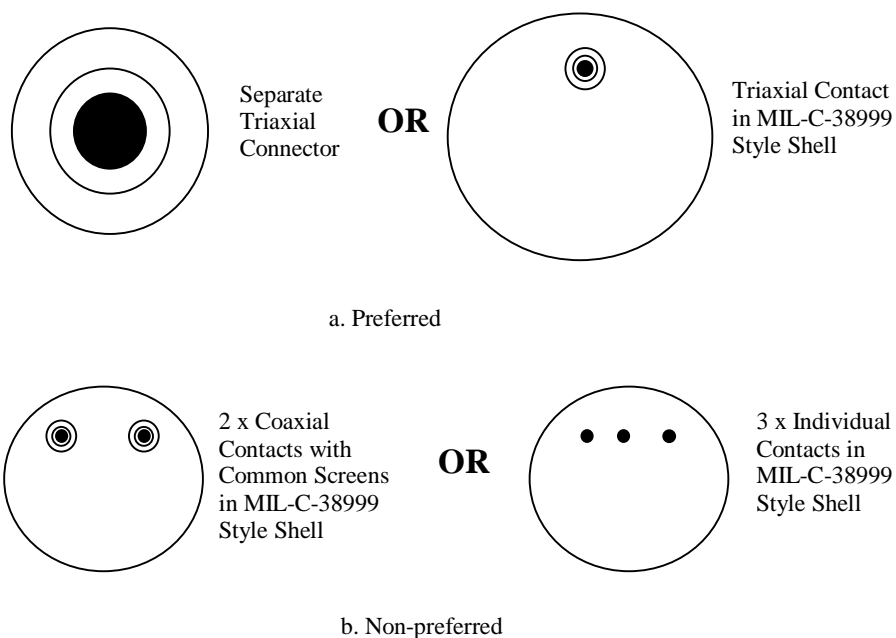 Separate
Triaxial
Connector
OR
Triaxial Contact
in MIL-C-38999
Style Shell
a. Preferred
2 x Coaxial
Contacts with
Common Screens
in MIL-C-38999
Style Shell
OR
3 x Individual
Contacts in
MIL-C-38999
Style Shell
b. Non-preferred